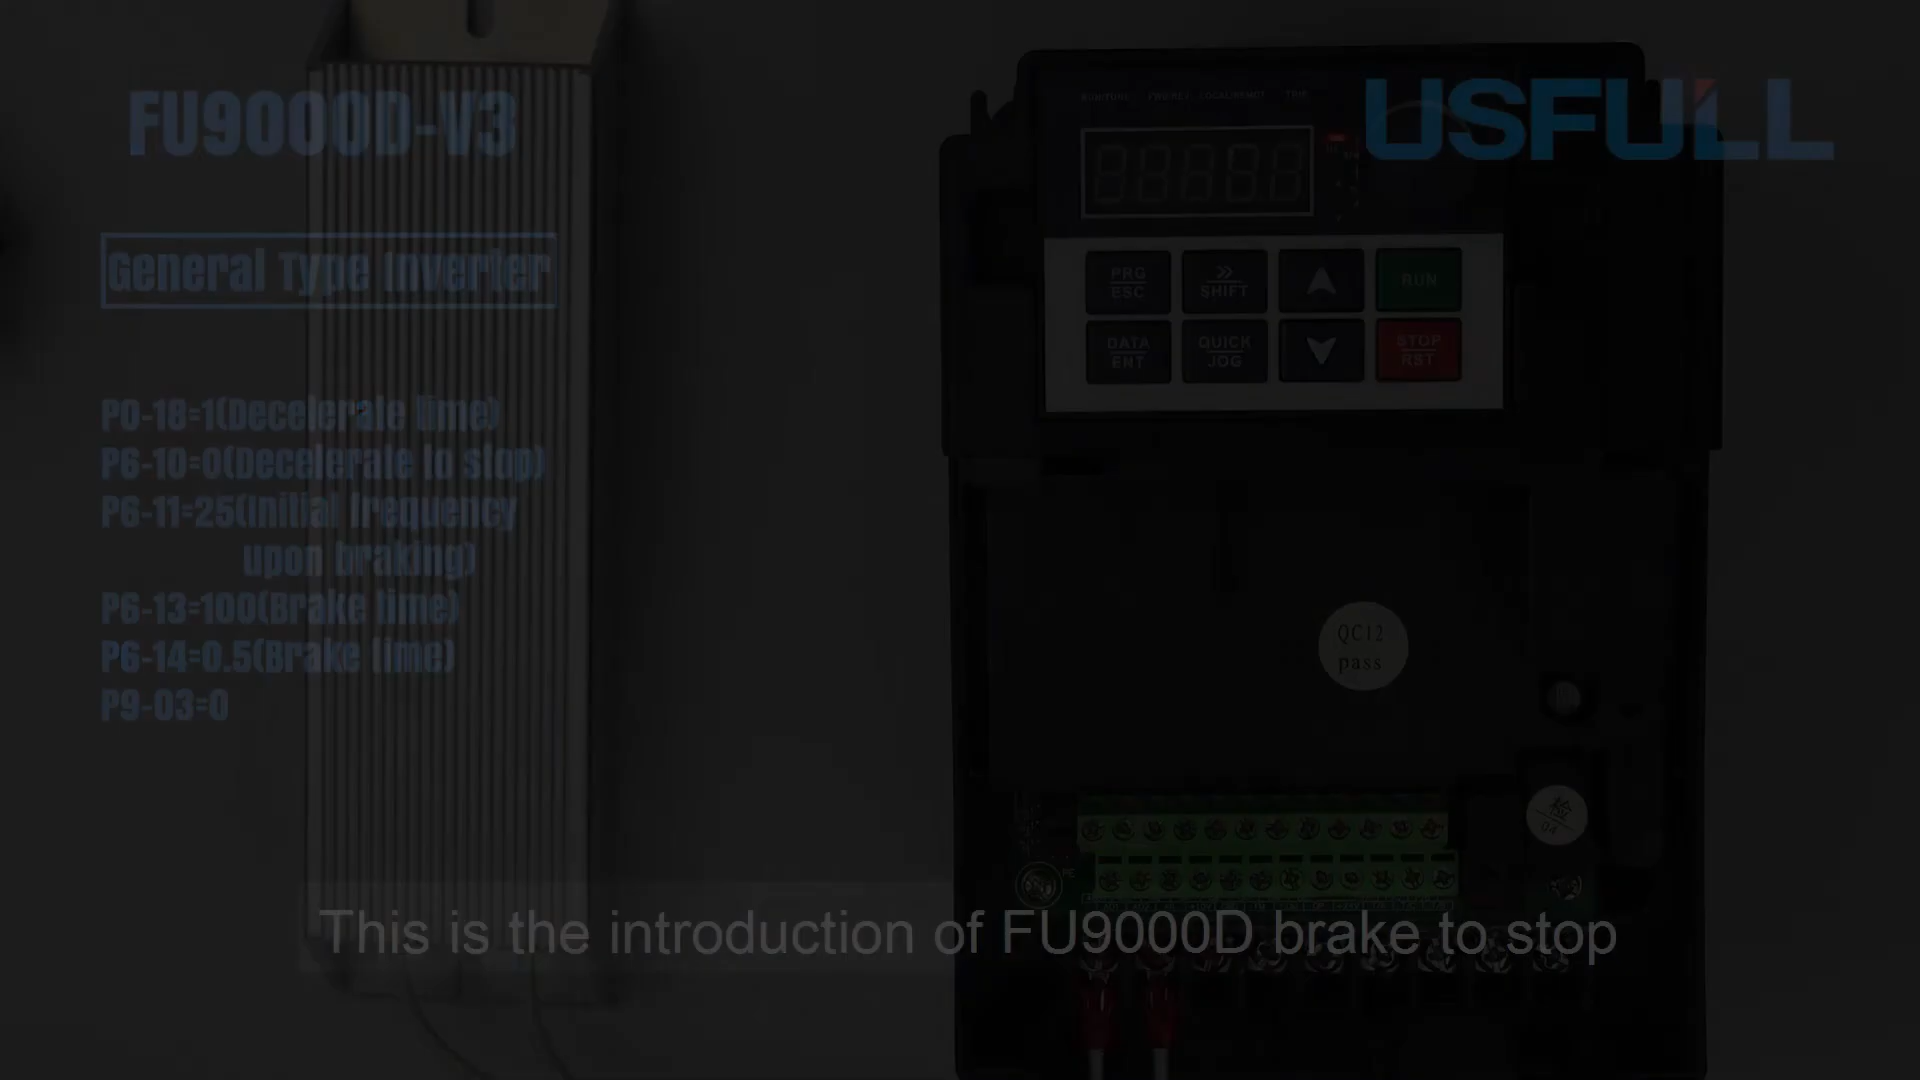 FU9000D-V3
USFULL
General Type Inverter
PRG
ESC
SHIFT
RUN
DATA
ENT
QUICK
JOG
STOP
RST
P0-18=1(Decelerate time)
P6-10=0(Decelerate to stop)
P6-11=25(Initial frequency
upon braking)
P6-13=100(Brake time)
P6-14=0.5(Brake time)
P9-03=0
QC12
pass
检
04
PE
This is the introduction of FU9000D brake to stop